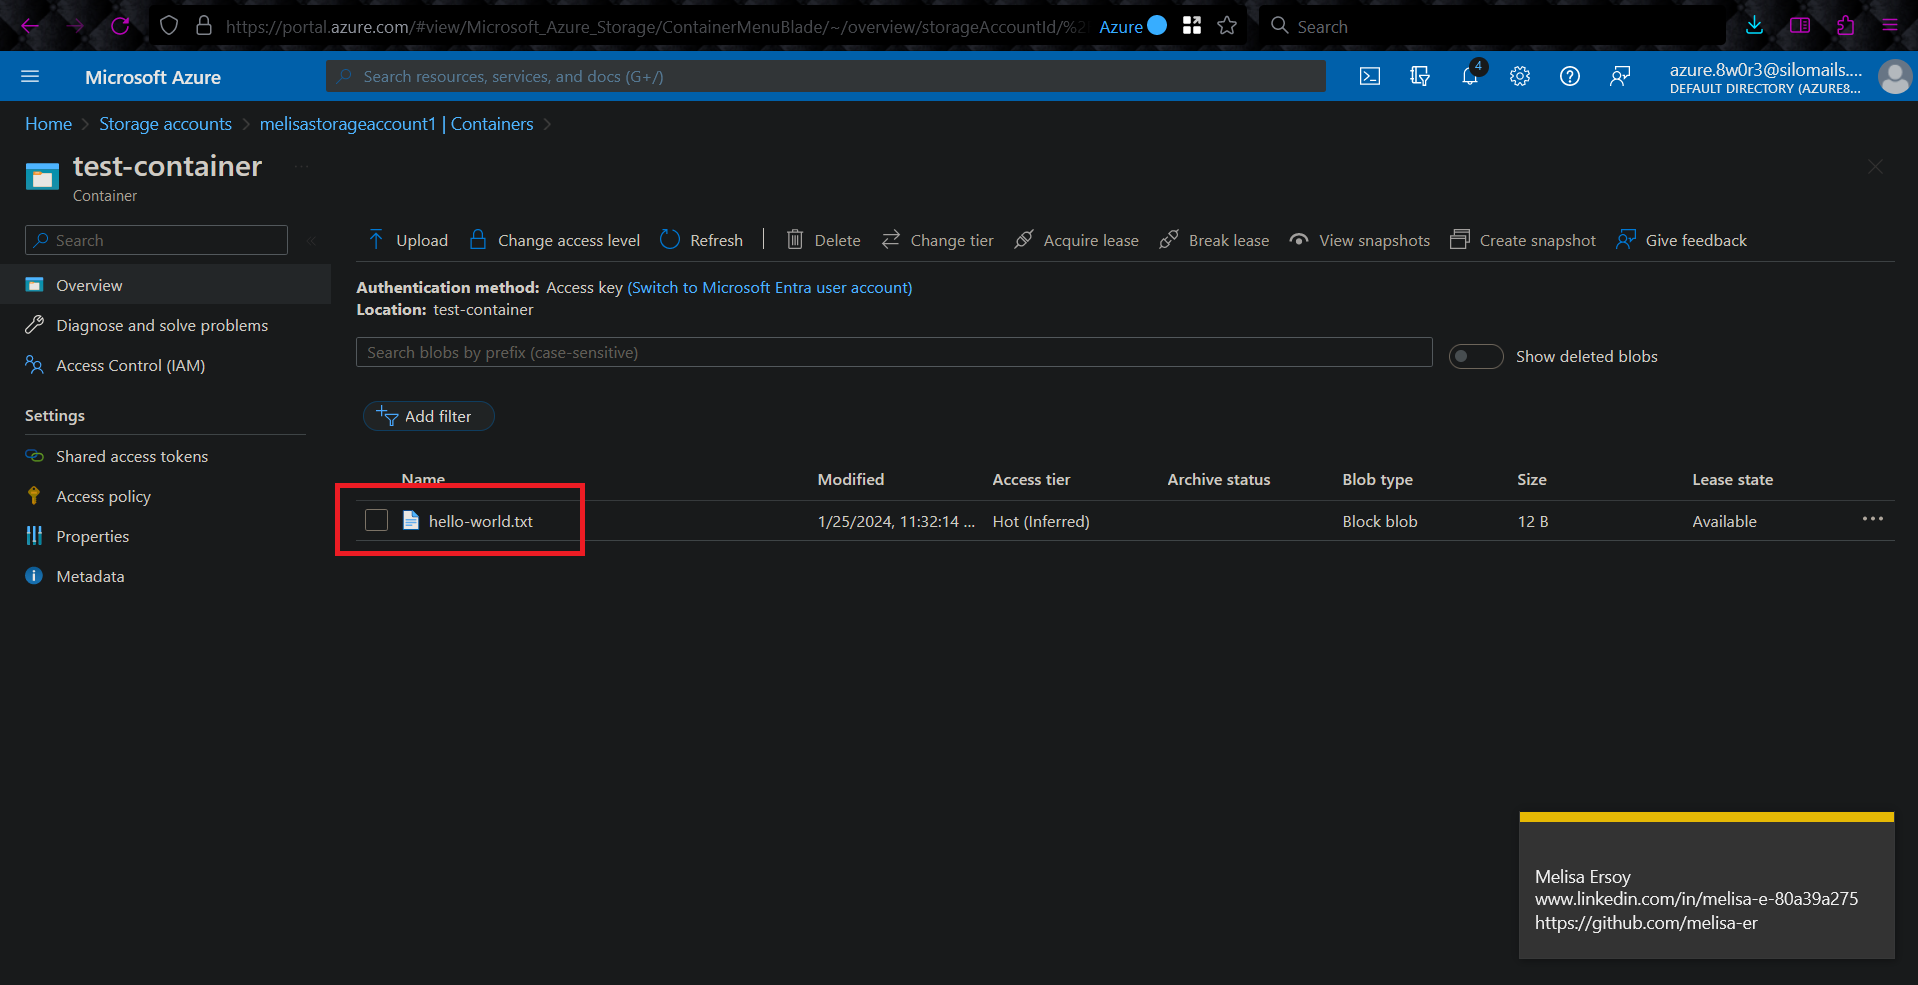 https://portal.azure.com/#view/Microsoft_Azure_Storage/ContainerMenuBlade/~/overview/storageAccountId/%2 Azure Search
Microsoft Azure Search resources, services, and docs (G+/) 4 azure.8w0r3@silomails....
DEFAULT DIRECTORY (AZURE8...
Home > Storage accounts > melisastorageaccount1 | Containers >
test-container ...
Container
Search « Upload Change access level Refresh | Delete Change tier Acquire lease Break lease View snapshots Create snapshot Give feedback
Overview
Diagnose and solve problems
Access Control (IAM)
Settings
Shared access tokens
Access policy
Properties
Metadata
Authentication method: Access key (Switch to Microsoft Entra user account)
Location: test-container
Search blobs by prefix (case-sensitive) Show deleted blobs
Add filter
Name Modified Access tier Archive status Blob type Size Lease state
hello-world.txt 1/25/2024, 11:32:14 ... Hot (Inferred) Block blob 12 B Available ...
Melisa Ersoy
www.linkedin.com/in/melisa-e-80a39a275
https://github.com/melisa-er